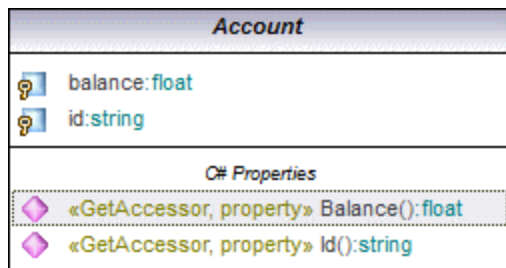 Account
balance:float
id:string
C# Properties
«GetAccessor, property» Balance():float
«GetAccessor, property» Id():string